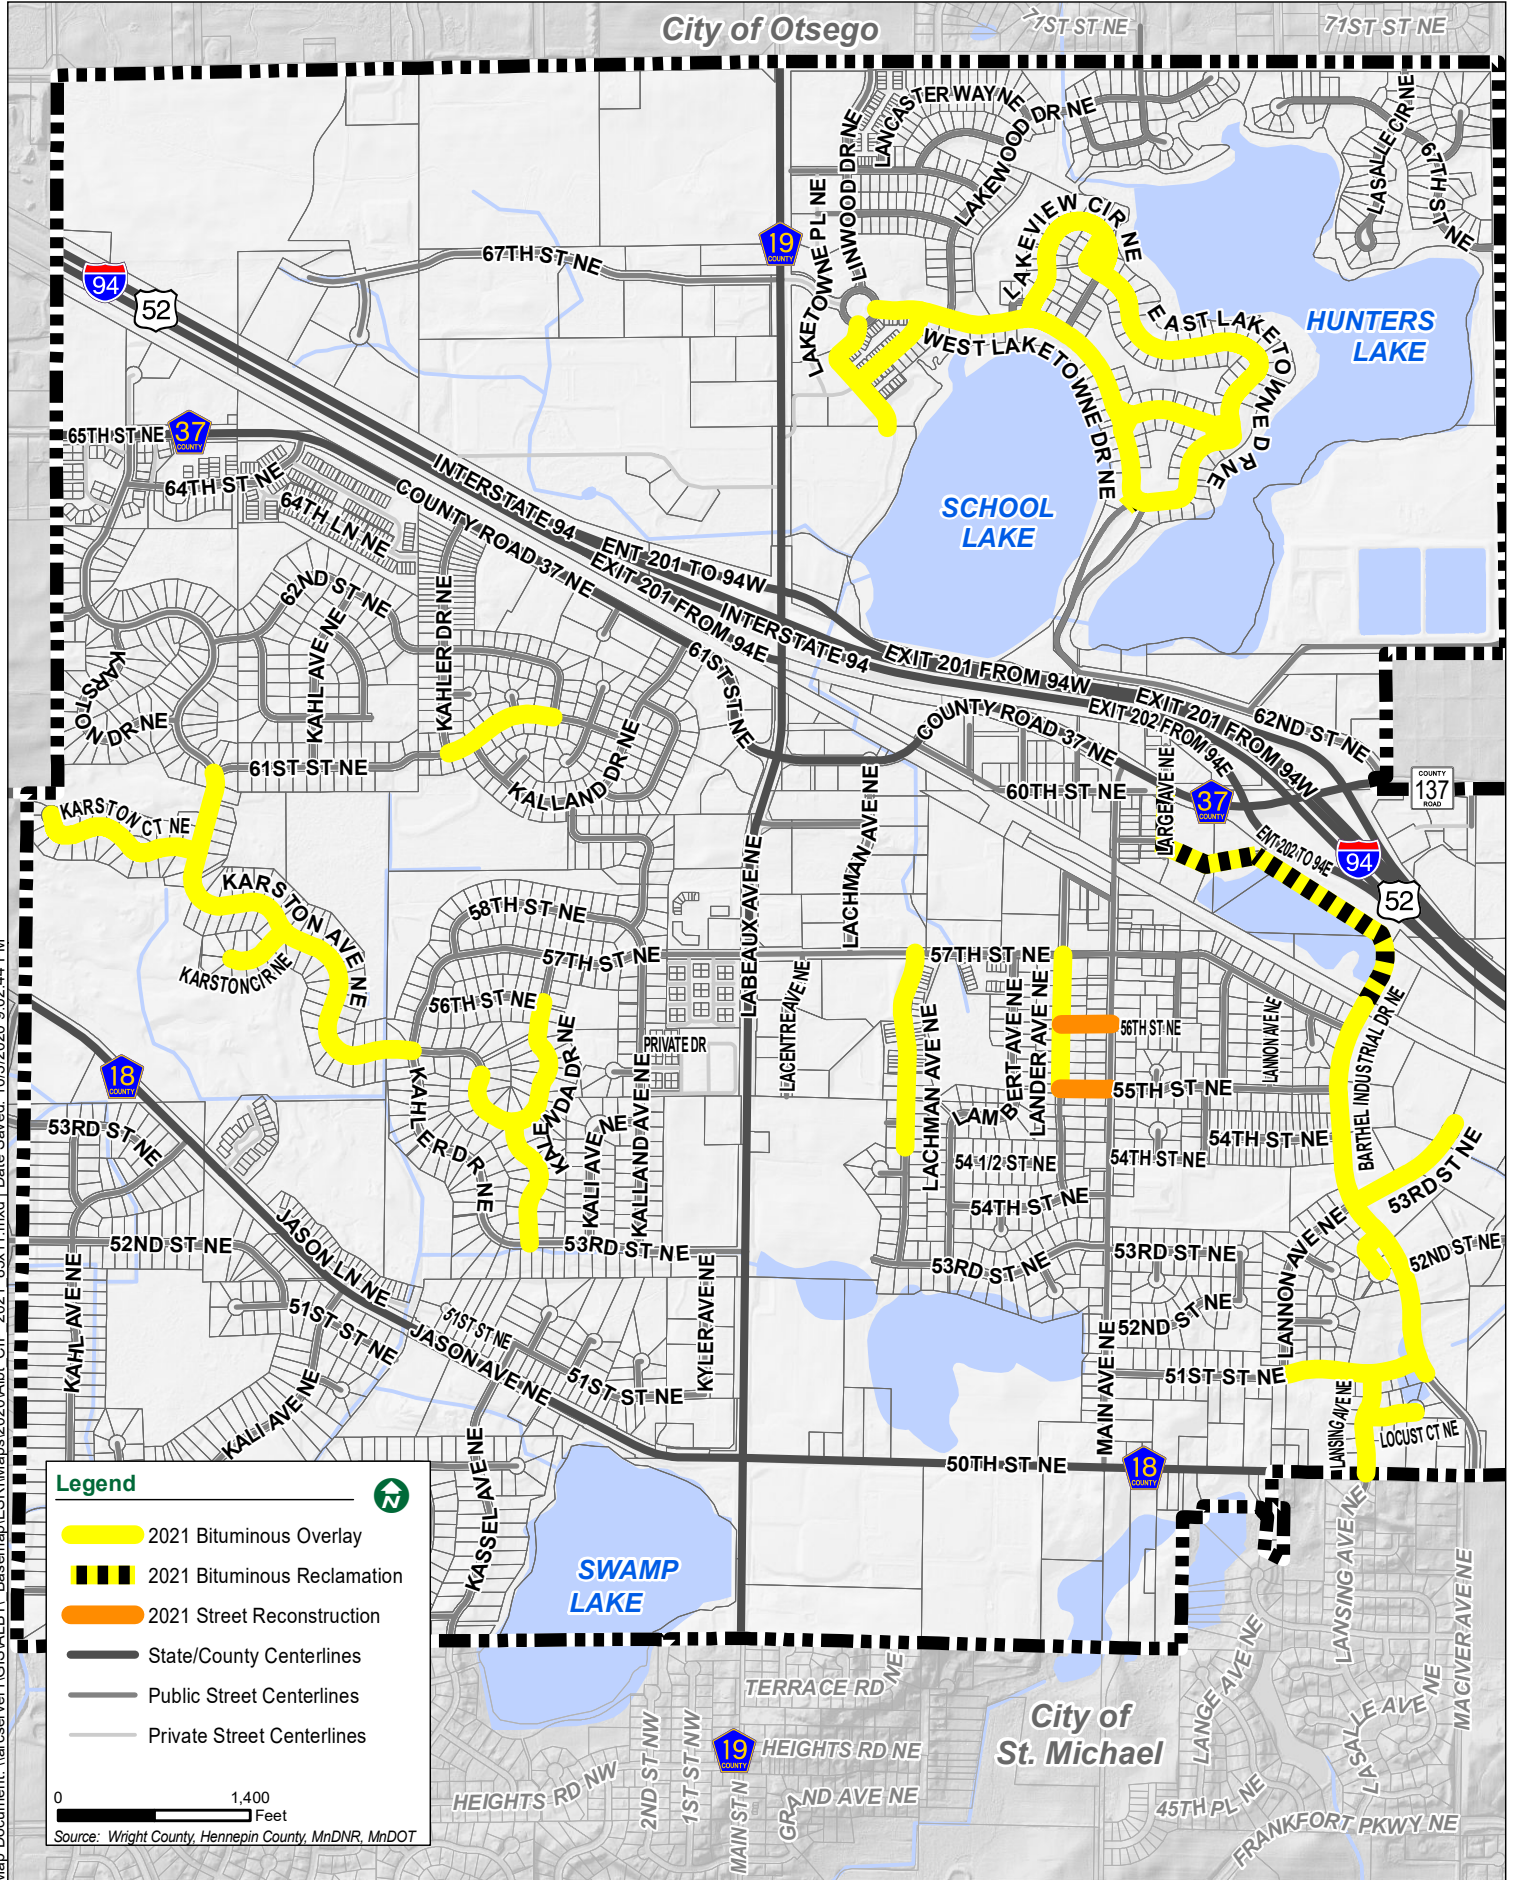 City of Otsego
71ST ST NE
71ST ST NE
LANCASTER WAY NE
LAKEWOOD DR NE
LINWOOD DR NE
LAKETOWNE PL NE
LASALLE CIR NE
67TH ST NE
LAKEVIEW CIR NE
19
COUNTY
67TH ST NE
94
52
EAST LAKETOWNE DR NE
WEST LAKETOWNE DR NE
HUNTERS
LAKE
SCHOOL
LAKE
65TH ST NE
37
COUNTY
64TH ST NE
64TH LN NE
INTERSTATE 94
COUNTY ROAD 37 NE
ENT 201 TO 94W
EXIT 201 FROM 94E
INTERSTATE 94
EXIT 201 FROM 94W
EXIT 201 FROM 94W
EXIT 202 FROM 94E
62ND ST NE
62ND ST NE
KAHL AVE NE
KAHLER DR NE
KARSTON DR NE
61ST ST NE
61ST ST NE
KALLAND DR NE
COUNTY ROAD 37 NE
60TH ST NE
LARGE AVE NE
37
COUNTY
COUNTY
137
ROAD
ENT 202 TO 94E
94
52
LACHMAN AVE NE
LABEAUX AVE NE
KARSTON CT NE
KARSTON AVE NE
KARSTON CIR NE
58TH ST NE
57TH ST NE
56TH ST NE
57TH ST NE
LACENTRE AVE NE
PRIVATE DR
LACHMAN AVE NE
LAMBERT AVE NE
LANDER AVE NE
56TH ST NE
LANNON AVE NE
55TH ST NE
BARTHEL INDUSTRIAL DR NE
54TH ST NE
54TH ST NE
54 1/2 ST NE
54TH ST NE
53RD ST NE
53RD ST NE
53RD ST NE
52ND ST NE
52ND ST NE
LANNON AVE NE
51ST ST NE
LANSING AVE NE
LOCUST CT NE
MAIN AVE NE
50TH ST NE
18
COUNTY
18
COUNTY
53RD ST NE
KAHLER DR NE
KALENDA DR NE
KALI AVE NE
KALLAND AVE NE
53RD ST NE
KYLER AVE NE
52ND ST NE
KAHL AVE NE
JASON LN NE
51ST ST NE
51ST ST NE
JASON AVE NE
51ST ST NE
KALI AVE NE
KASSEL AVE NE
SWAMP
LAKE
Legend
N
2021 Bituminous Overlay
2021 Bituminous Reclamation
2021 Street Reconstruction
State/County Centerlines
Public Street Centerlines
Private Street Centerlines
0 1,400
Feet
Source: Wright County, Hennepin County, MnDNR, MnDOT
TERRACE RD NE
City of
St. Michael
19
COUNTY
HEIGHTS RD NE
HEIGHTS RD NW
2ND ST NW
1ST ST NW
MAIN ST N
GRAND AVE NE
LANGE AVE NE
LANSING AVE NE
LASALLE AVE NE
MACIVER AVE NE
45TH PL NE
FRANKFORT PKWY NE